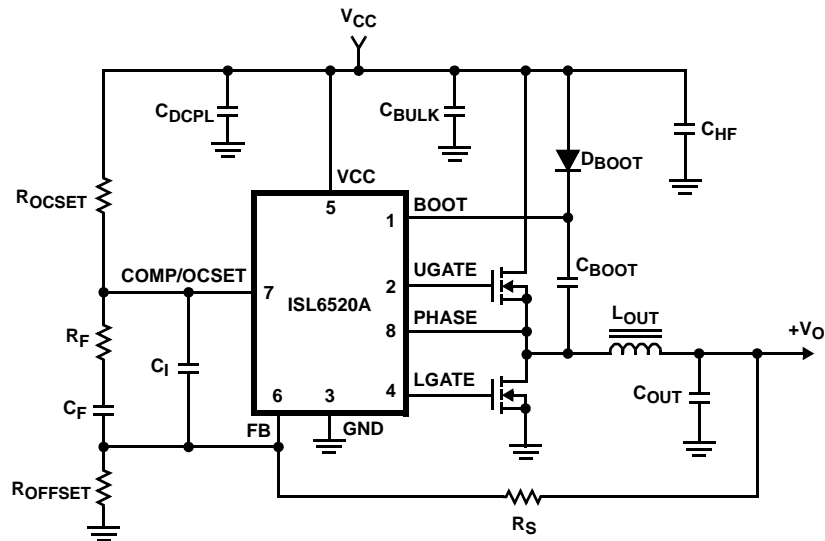 VCC
CDCPL
CBULK
CHF
DBOOT
ROCSET
VCC
5
BOOT
1
CBOOT
COMP/OCSET
7
ISL6520A
UGATE
2
PHASE
8
LOUT
+VO
RF
CI
LGATE
4
COUT
CF
6
3
FB
GND
ROFFSET
RS